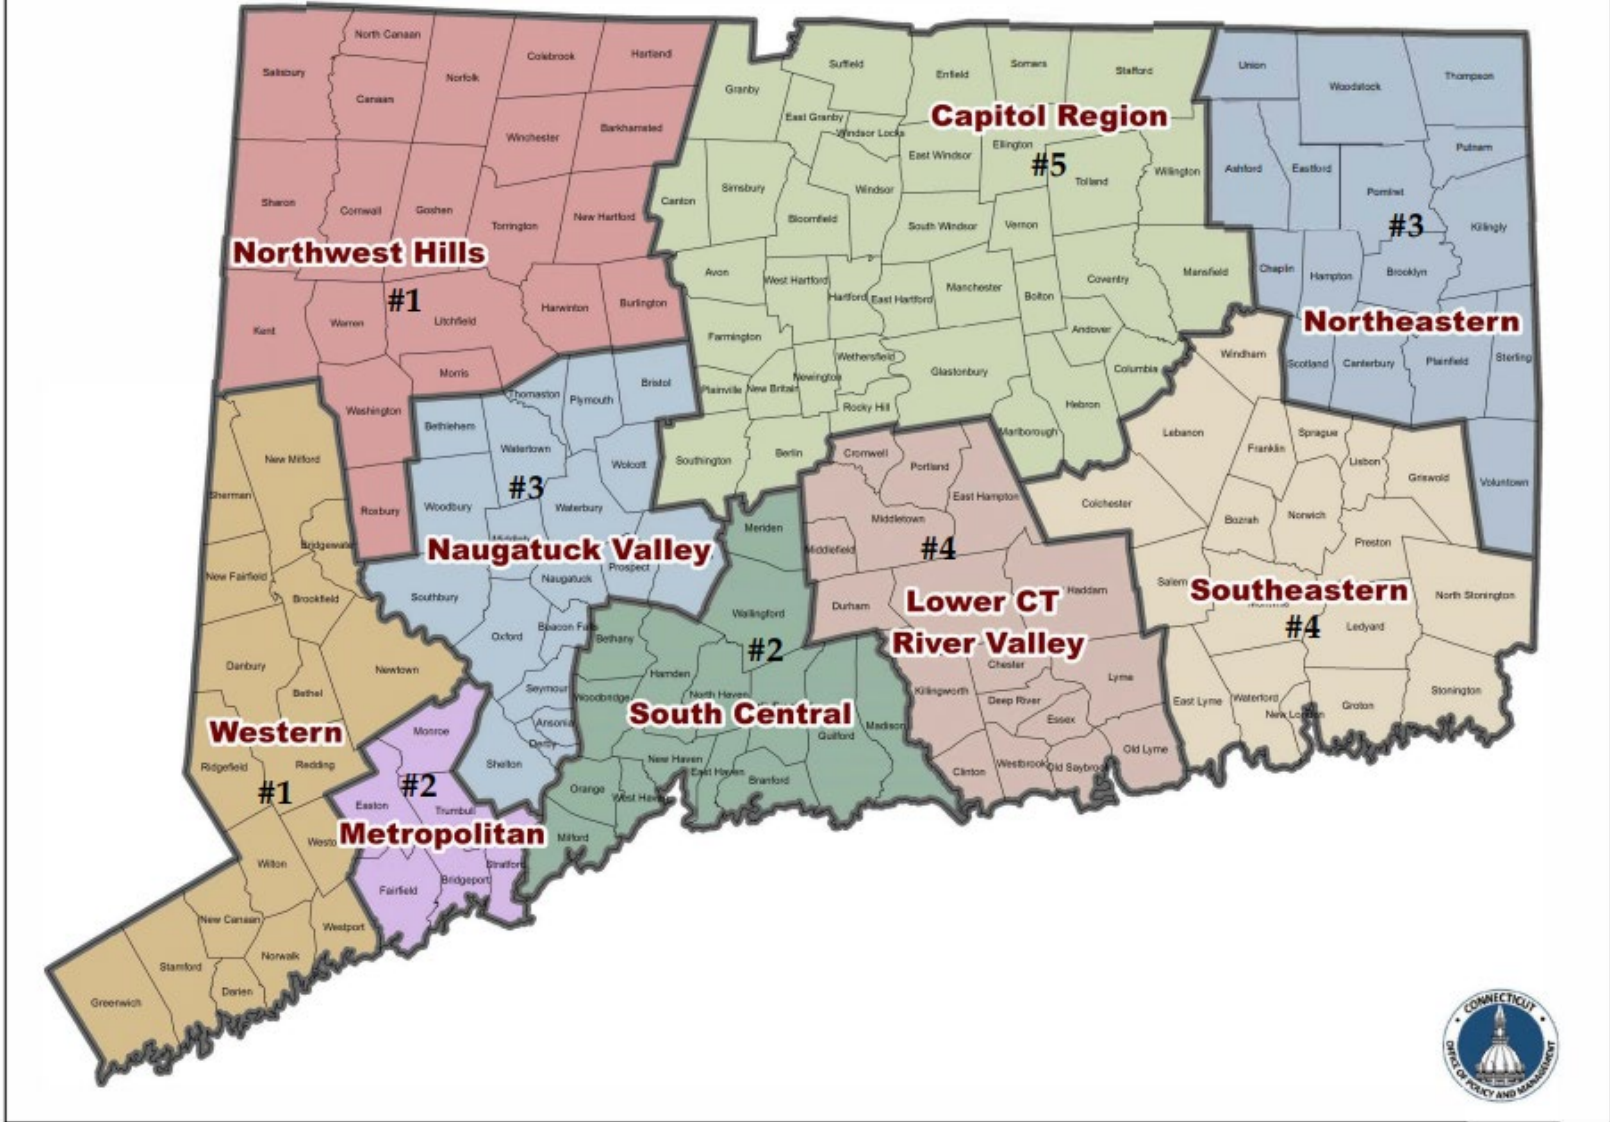 North Canaan
Colebrook
Hartland
Salisbury
Norfolk
Canaan
Winchester
Barkhamsted
Sharon
Cornwall
Goshen
Torrington
New Hartford
Northwest Hills
#1
Kent
Warren
Litchfield
Harwinton
Burlington
Morris
Washington
Roxbury
Suffield
Enfield
Somers
Stafford
Granby
East Granby
Windsor Locks
Capitol Region
#5
East Windsor
Ellington
Tolland
Willington
Canton
Simsbury
Windsor
Bloomfield
South Windsor
Vernon
Avon
West Hartford
Hartford
East Hartford
Manchester
Bolton
Coventry
Mansfield
Farmington
Wethersfield
Andover
Columbia
Plainville
New Britain
Newington
Glastonbury
Rocky Hill
Hebron
Marlborough
Southington
Berlin
Union
Woodstock
Thompson
Putnam
Ashford
Eastford
Pomfret
#3
Killingly
Chaplin
Hampton
Brooklyn
Northeastern
Scotland
Canterbury
Plainfield
Sterling
Voluntown
Bristol
Thomaston
Plymouth
Bethlehem
Watertown
Wolcott
#3
Woodbury
Waterbury
Naugatuck Valley
Prospect
Naugatuck
Southbury
Oxford
Beacon Falls
Seymour
Ansonia
Derby
Shelton
New Milford
Sherman
Bridgewater
New Fairfield
Brookfield
Danbury
Newtown
Bethel
Western
Ridgefield
Redding
#1
Westo
Wilton
New Canaan
Westport
Norwalk
Stamford
Darien
Greenwich
Monroe
#2
Easton
Trumbull
Metropolitan
Stratford
Bridgeport
Fairfield
Meriden
Wallingford
#2
Bethany
Hamden
Woodbridge
North Haven
South Central
Madison
Guilford
New Haven
East Haven
Branford
Orange
West Haven
Milford
Cromwell
Portland
East Hampton
Middletown
Middlefield
#4
Durham
Haddam
Lower CT
River Valley
Chester
Killingworth
Deep River
Lyme
Essex
Old Lyme
Clinton
Westbrook
Old Saybrook
Windham
Lebanon
Franklin
Sprague
Lisbon
Griswold
Colchester
Bozrah
Norwich
Preston
Salem
Southeastern
North Stonington
#4
Ledyard
East Lyme
Waterford
New London
Groton
Stonington
CONNECTICUT
OFFICE OF POLICY AND MANAGEMENT